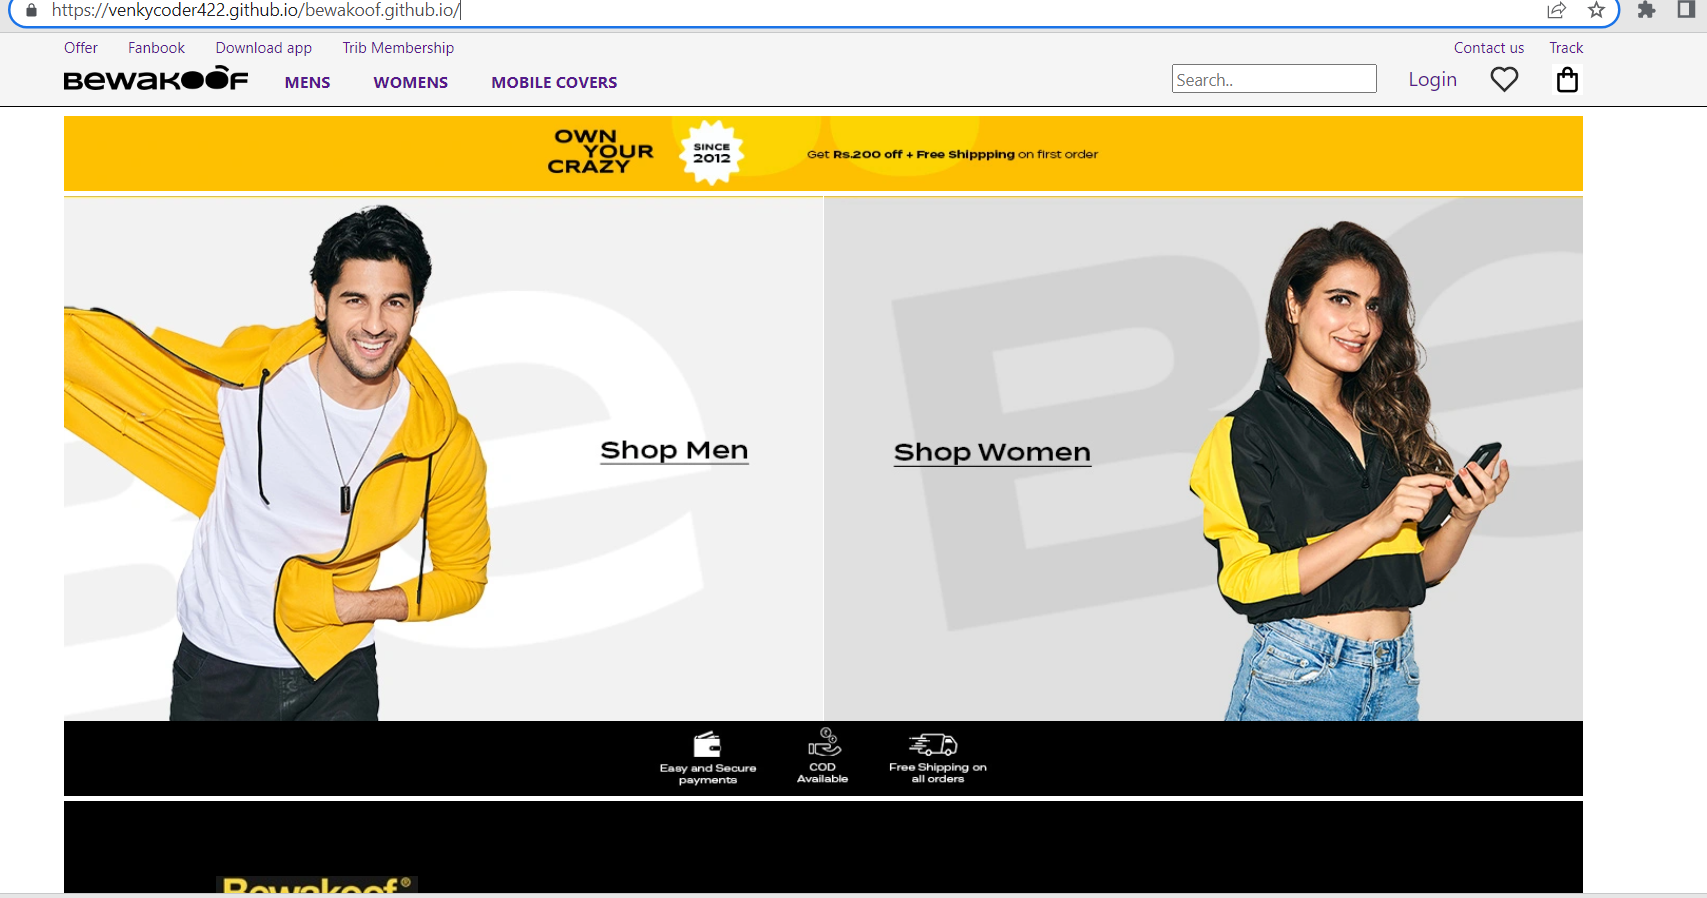 https://venkycoder422.github.io/bewakoof.github.io/
Offer Fanbook Download app Trib Membership Contact us Track
BEWAKOOF MENS WOMENS MOBILE COVERS Search.. Login
OWN
YOUR
CRAZY
SINCE
2012
Get Rs.200 off + Free Shippping on first order
Shop Men
Shop Women
Easy and Secure
payments
COD
Available
Free Shipping on
all orders
Bewakoof®